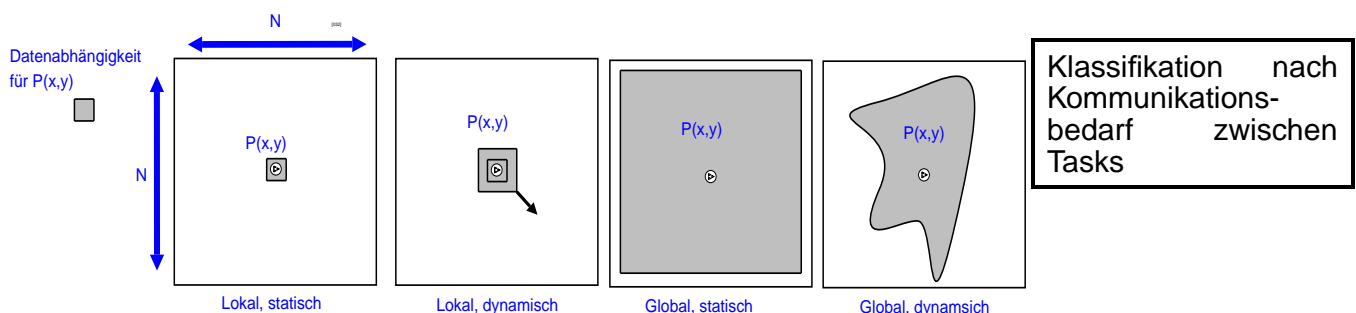 N
Datenabhängigkeit
für P(x,y)
N
P(x,y)
P(x,y)
P(x,y)
P(x,y)
Lokal, statisch
Lokal, dynamisch
Global, statisch
Global, dynamsich
Klassifikation nach
Kommunikations-
bedarf zwischen
Tasks